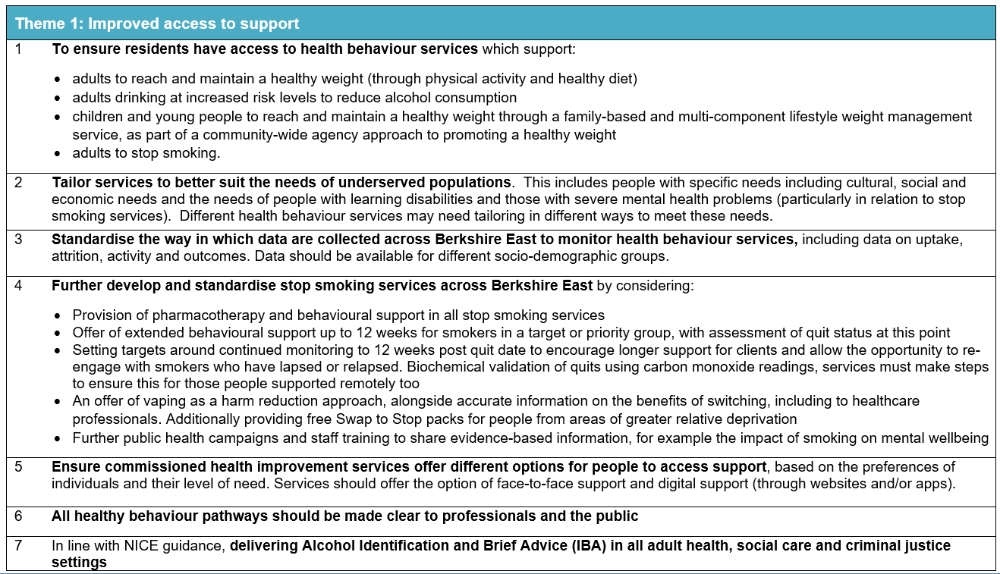 Theme 1: Improved access to support
1 To ensure residents have access to health behaviour services which support:
• adults to reach and maintain a healthy weight (through physical activity and healthy diet)
• adults drinking at increased risk levels to reduce alcohol consumption
• children and young people to reach and maintain a healthy weight through a family-based and multi-component lifestyle weight management
service, as part of a community-wide agency approach to promoting a healthy weight
• adults to stop smoking.
2 Tailor services to better suit the needs of underserved populations.  This includes people with specific needs including cultural, social and
economic needs and the needs of people with learning disabilities and those with severe mental health problems (particularly in relation to stop
smoking services).  Different health behaviour services may need tailoring in different ways to meet these needs.
3 Standardise the way in which data are collected across Berkshire East to monitor health behaviour services, including data on uptake,
attrition, activity and outcomes. Data should be available for different socio-demographic groups.
4 Further develop and standardise stop smoking services across Berkshire East by considering:
• Provision of pharmacotherapy and behavioural support in all stop smoking services
• Offer of extended behavioural support up to 12 weeks for smokers in a target or priority group, with assessment of quit status at this point
• Setting targets around continued monitoring to 12 weeks post quit date to encourage longer support for clients and allow the opportunity to re-
engage with smokers who have lapsed or relapsed. Biochemical validation of quits using carbon monoxide readings, services must make steps
to ensure this for those people supported remotely too
• An offer of vaping as a harm reduction approach, alongside accurate information on the benefits of switching, including to healthcare
professionals. Additionally providing free Swap to Stop packs for people from areas of greater relative deprivation
• Further public health campaigns and staff training to share evidence-based information, for example the impact of smoking on mental wellbeing
5 Ensure commissioned health improvement services offer different options for people to access support, based on the preferences of
individuals and their level of need. Services should offer the option of face-to-face support and digital support (through websites and/or apps).
6 All healthy behaviour pathways should be made clear to professionals and the public
7 In line with NICE guidance, delivering Alcohol Identification and Brief Advice (IBA) in all adult health, social care and criminal justice
settings